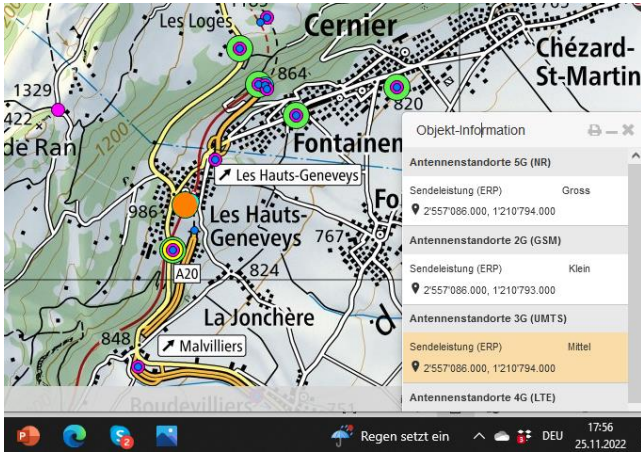 1165
Les Loges
Cernier
765
Chézard-
St-Martin
864
1329
820
422
1200
de Ran
Fontainem
Les Hauts-Geneveys
986
Les Hauts-
Geneveys
767
Fo
A20
824
La Jonchère
d
848
Malvilliers
Boudevilliers
751
Objekt-Information
Antennenstandorte 5G (NR)
Sendeleistung (ERP) Gross
2'557'086.000, 1'210'794.000
Antennenstandorte 2G (GSM)
Sendeleistung (ERP) Klein
2'557'086.000, 1'210'793.000
Antennenstandorte 3G (UMTS)
Sendeleistung (ERP) Mittel
2'557'086.000, 1'210'794.000
Antennenstandorte 4G (LTE)
Regen setzt ein
DEU
17:56
25.11.2022